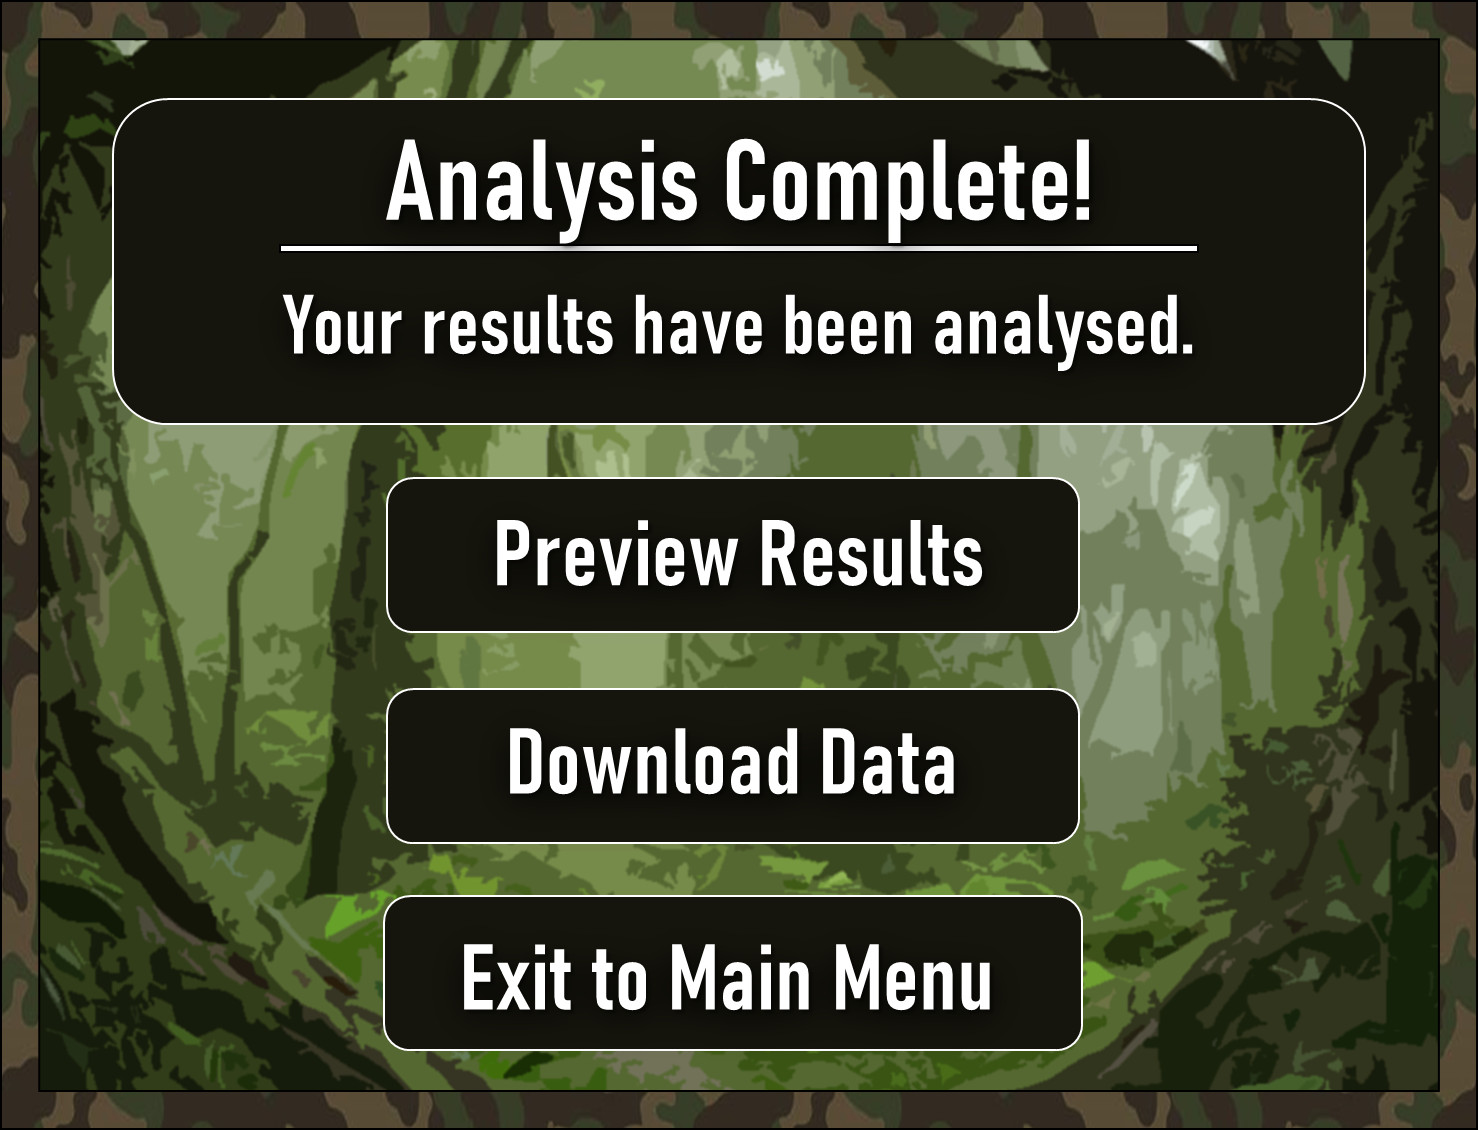 Analysis Complete!
Your results have been analysed.
Preview Results
Download Data
Exit to Main Menu